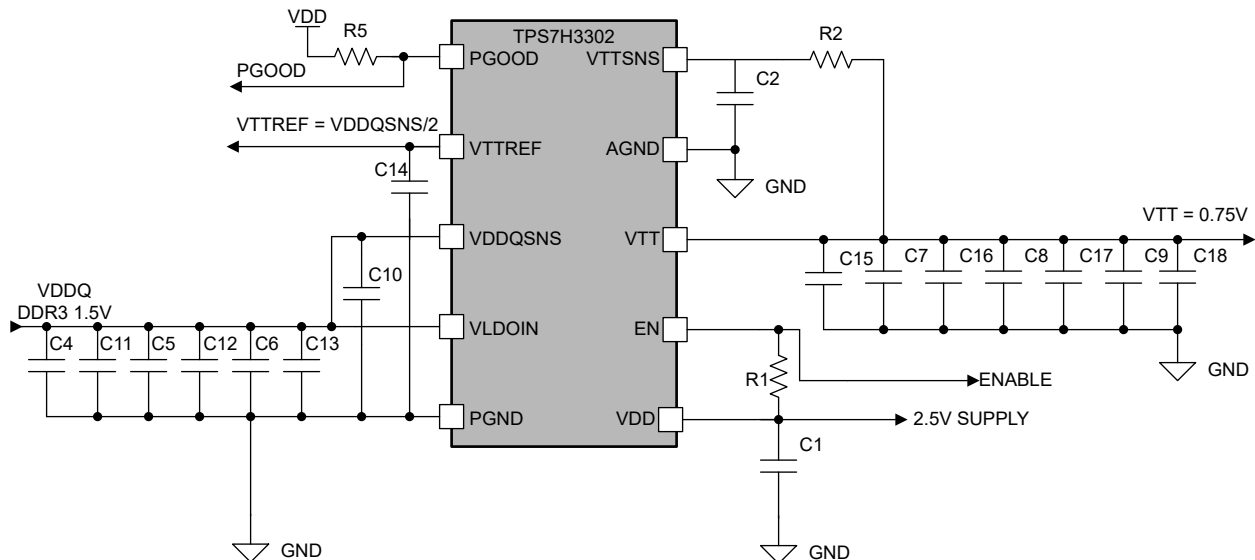 VDD
R5
TPS7H3302
R2
PGOOD
VTTSNS
PGOOD
C2
VTTREF = VDDQSNS/2
VTTREF
AGND
C14
GND
VTT = 0.75V
VDDQSNS
VTT
C10
C15
C7
C16
C8
C17
C9
C18
VDDQ
DDR3 1.5V
VLDOIN
EN
C4
C11
C5
C12
C6
C13
R1
ENABLE
GND
PGND
VDD
2.5V SUPPLY
C1
GND
GND